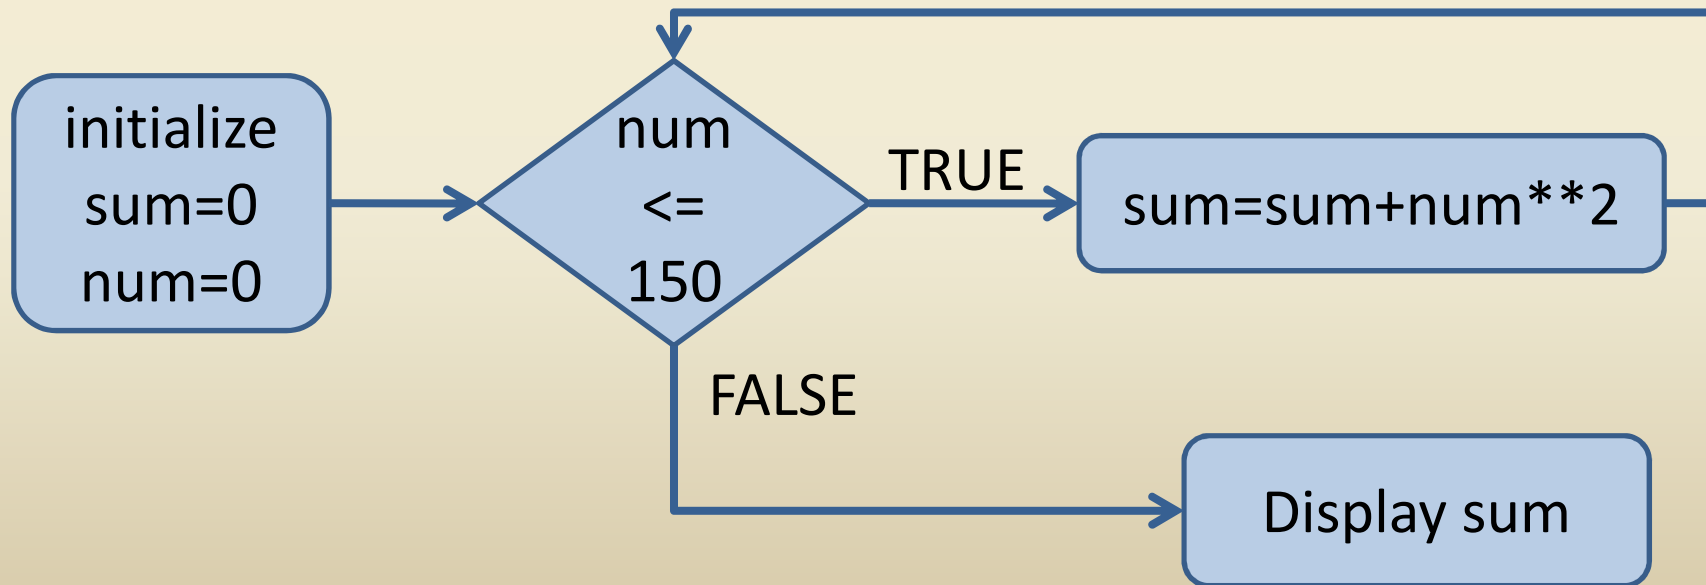 initialize
sum=0
num=0
num
<=
150
TRUE
sum=sum+num**2
FALSE
Display sum